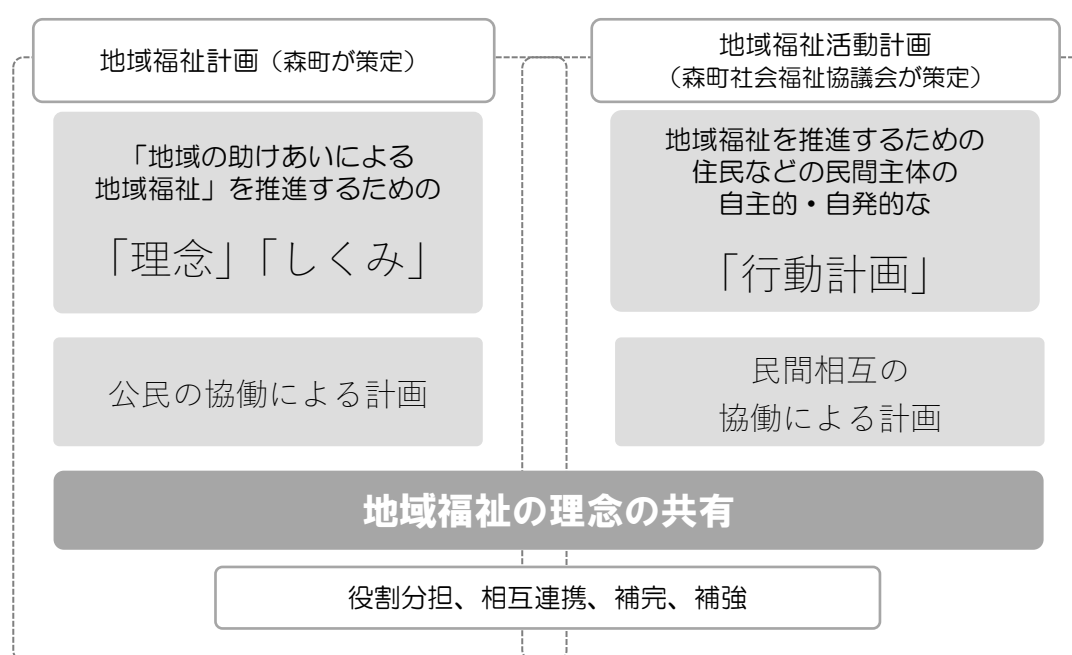 地域福祉計画（森町が策定）
「地域の助けあいによる
地域福祉」を推進するための
「理念」「しくみ」
公民の協働による計画
地域福祉活動計画
（森町社会福祉協議会が策定）
地域福祉を推進するための
住民などの民間主体の
自主的・自発的な
「行動計画」
民間相互の
協働による計画
地域福祉の理念の共有
役割分担、相互連携、補完、補強